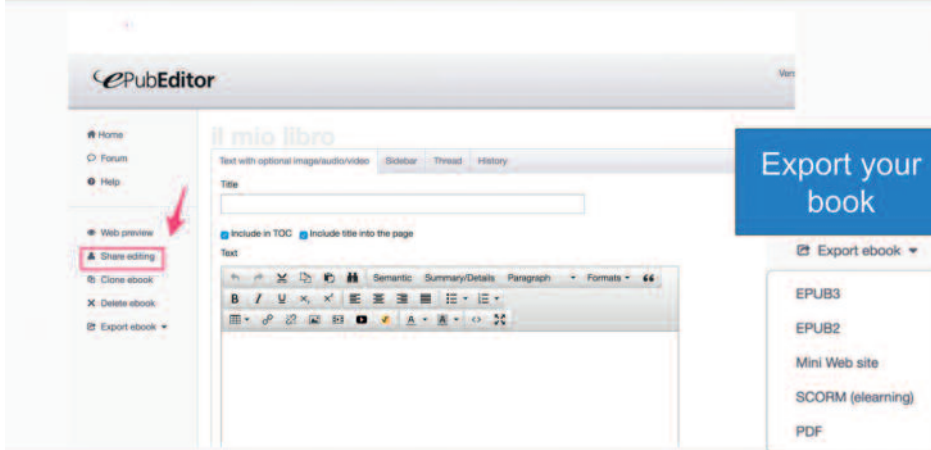 ePubEditor
Vers
Home
Forum
Help
Web preview
Share editing
Clone ebook
Delete ebook
Export ebook
il mio libro
Text with optional image/audio/video Sidebar Thread History
Title
Include in TOC Include title into the page
Text
Semantic Summary/Details Paragraph Formats
B I U
A A
Export your
book
Export ebook
EPUB3
EPUB2
Mini Web site
SCORM (elearning)
PDF